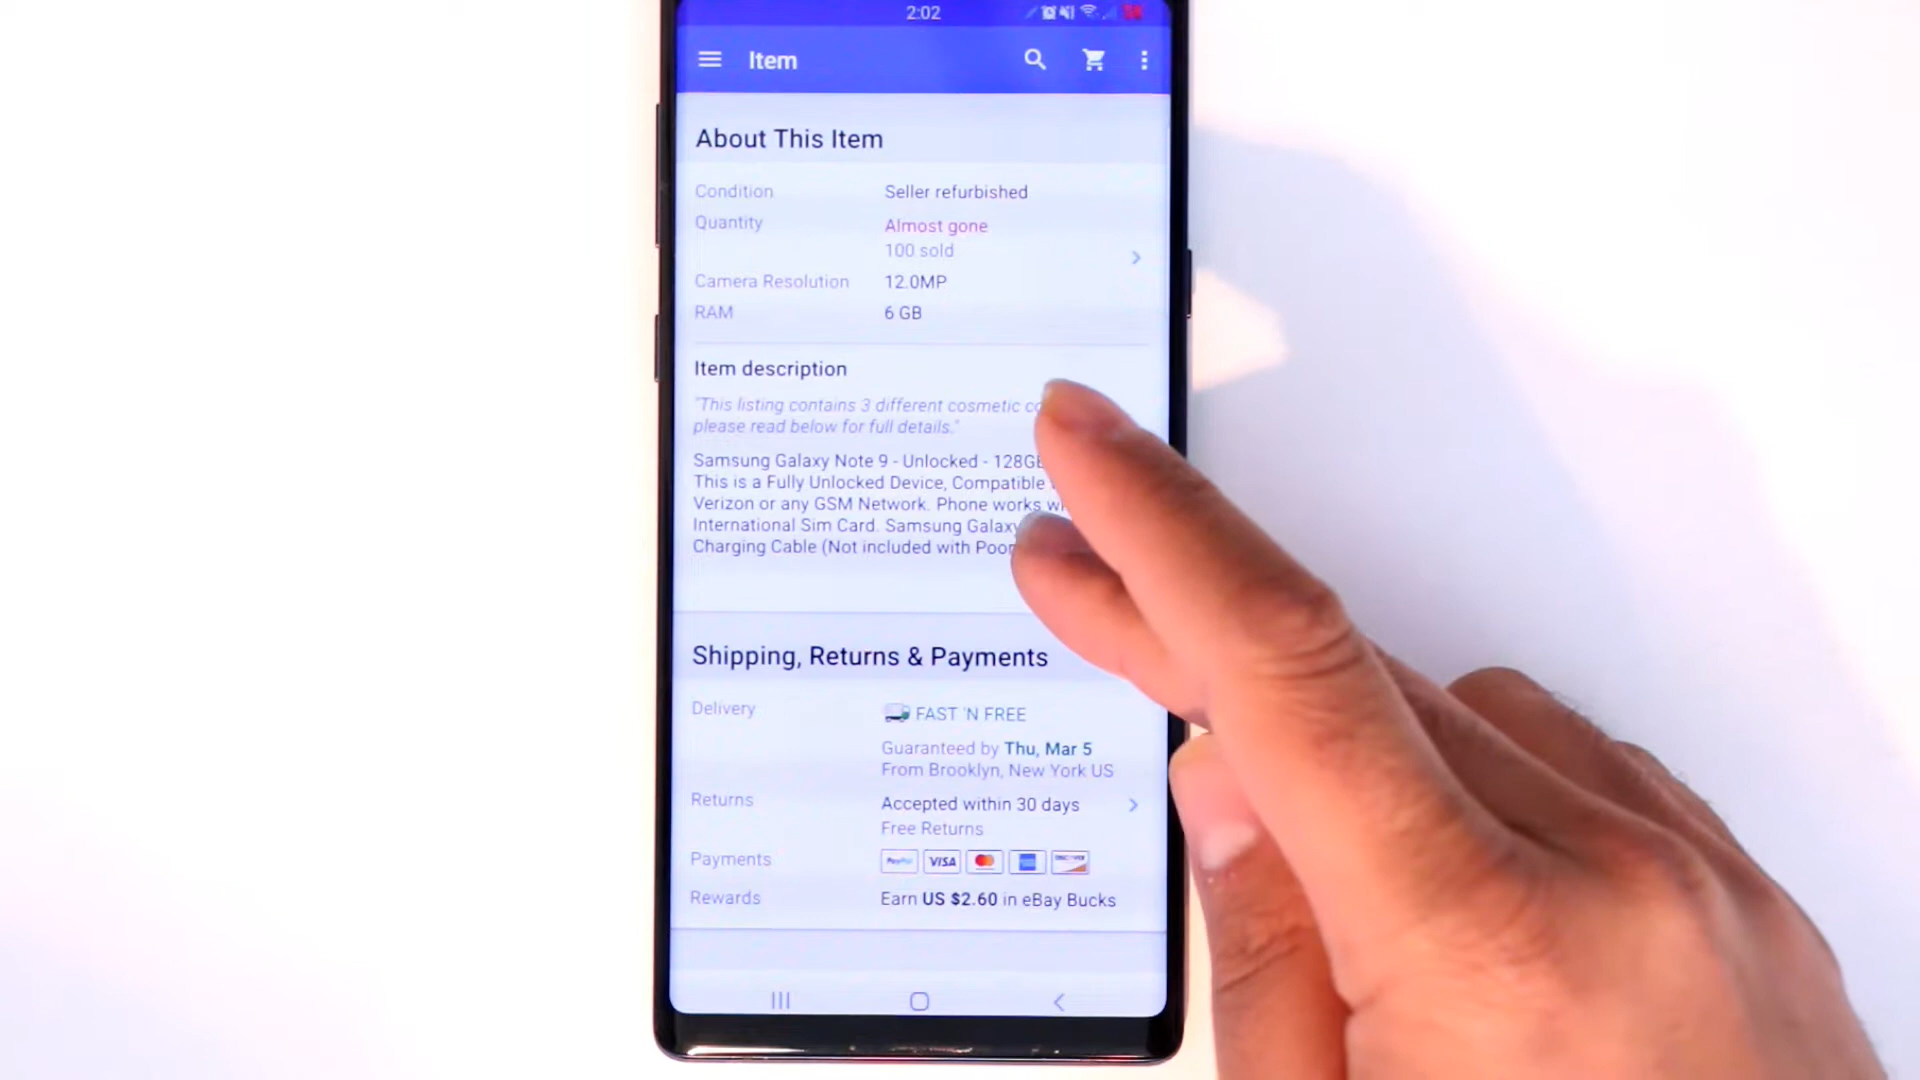 2:02
Item
About This Item
Condition Seller refurbished
Quantity Almost gone
100 sold
Camera Resolution 12.0MP
RAM 6 GB
Item description
"This listing contains 3 different cosmetic
please read below for full details."
Samsung Galaxy Note 9 - Unlocked - 128G
This is a Fully Unlocked Device, Compatible
Verizon or any GSM Network. Phone works
International Sim Card. Samsung Galaxy
Charging Cable (Not included with Poor
Shipping, Returns & Payments
Delivery FAST 'N FREE
Guaranteed by Thu, Mar 5
From Brooklyn, New York US
Returns Accepted within 30 days
Free Returns
Payments PayPal VISA DISCOVER
Rewards Earn US $2.60 in eBay Bucks